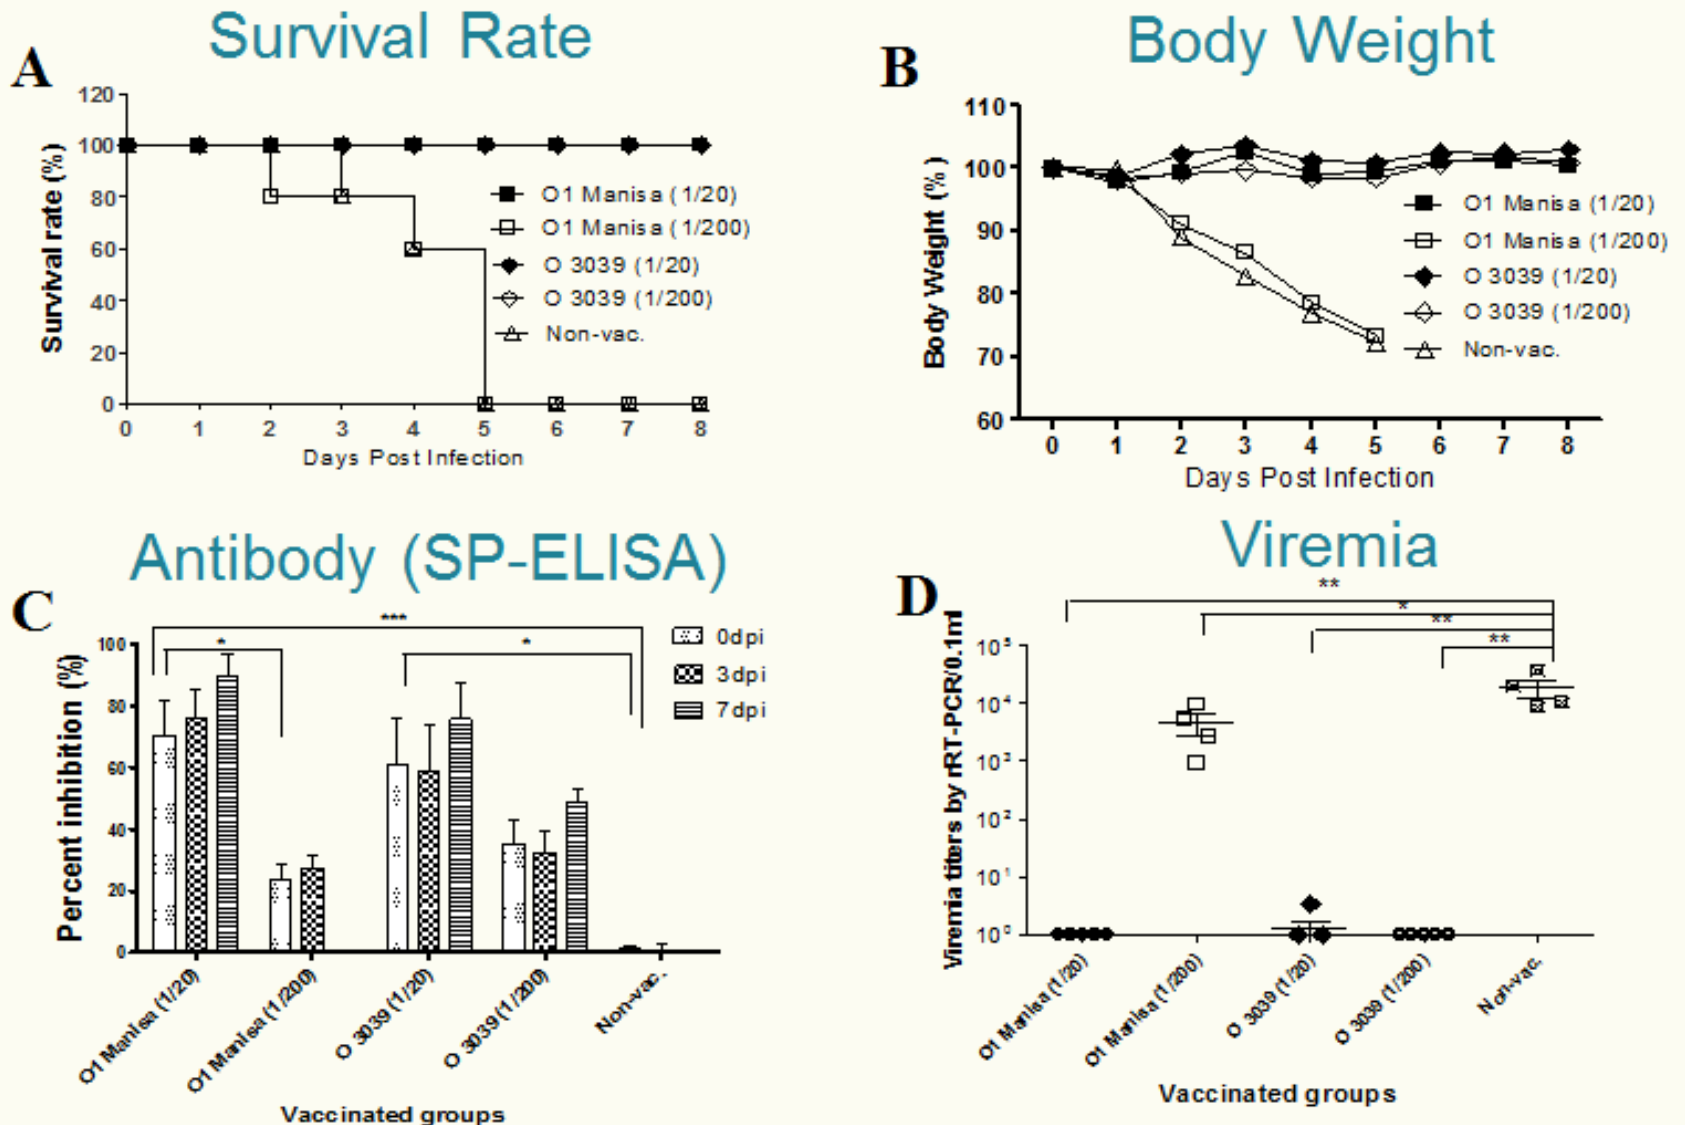 Survival Rate
A
120
100
80
60
40
20
0
Survival rate (%)
O1 Manisa (1/20)
O1 Manisa (1/200)
O 3039 (1/20)
O 3039 (1/200)
Non-vac.
0 1 2 3 4 5 6 7 8
Days Post Infection
Body Weight
B
110
100
90
80
70
60
Body Weight (%)
O1 Manisa (1/20)
O1 Manisa (1/200)
O 3039 (1/20)
O 3039 (1/200)
Non-vac.
0 1 2 3 4 5 6 7 8
Days Post Infection
Antibody (SP-ELISA)
C
***
*
*
0dpi
3dpi
7dpi
100
80
60
40
20
0
Percent inhibition (%)
O1 Manisa (1/20)
O1 Manisa (1/200)
O 3039 (1/20)
O 3039 (1/200)
Non-vac.
Vaccinated groups
Viremia
D
**
*
**
**
10⁵
10⁴
10³
10²
10¹
10⁰
Viremia titers by rRT-PCR/0.1ml
O1 Manisa (1/20)
O1 Manisa (1/200)
O 3039 (1/20)
O 3039 (1/200)
Non-vac.
Vaccinated groups